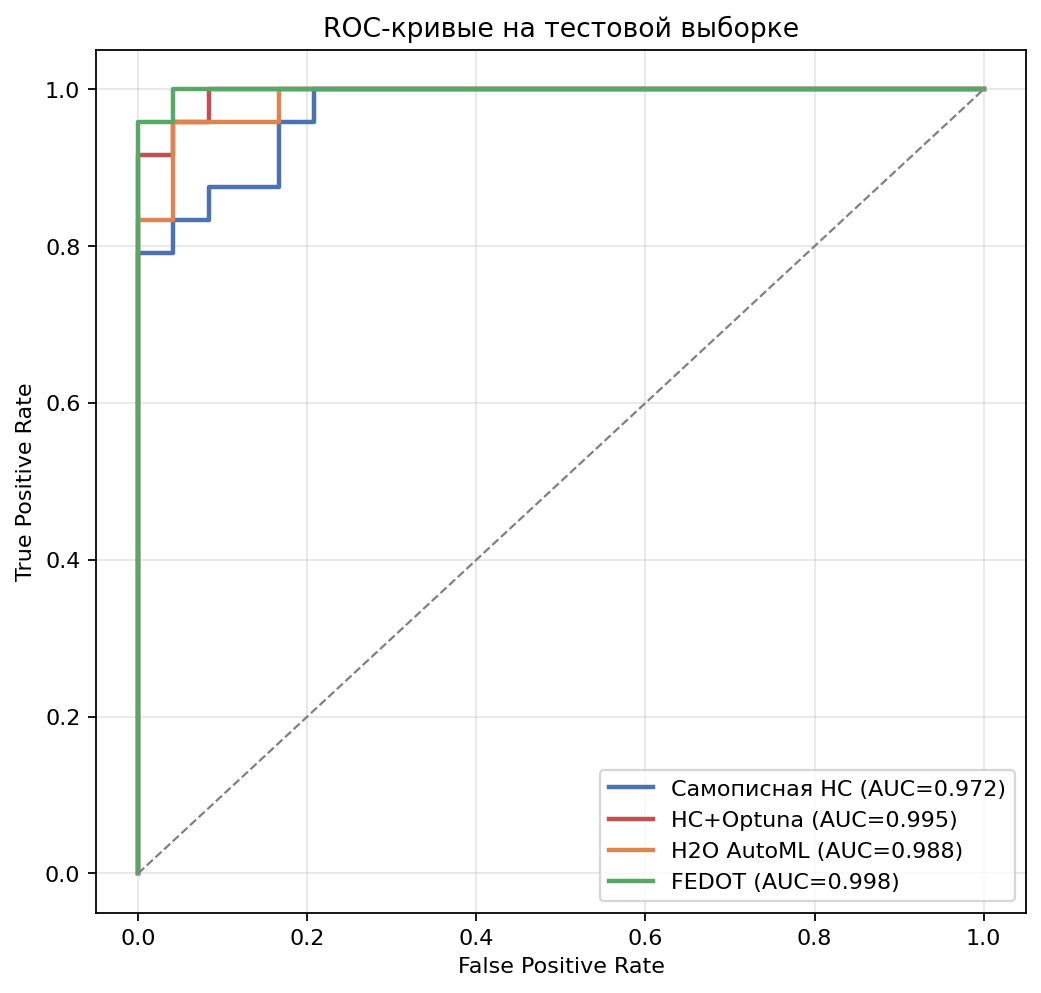 ROC-кривые на тестовой выборке
True Positive Rate
1.0
0.8
0.6
0.4
0.2
0.0
Самописная НС (AUC=0.972)
НС+Optuna (AUC=0.995)
H2O AutoML (AUC=0.988)
FEDOT (AUC=0.998)
0.0 0.2 0.4 0.6 0.8 1.0
False Positive Rate